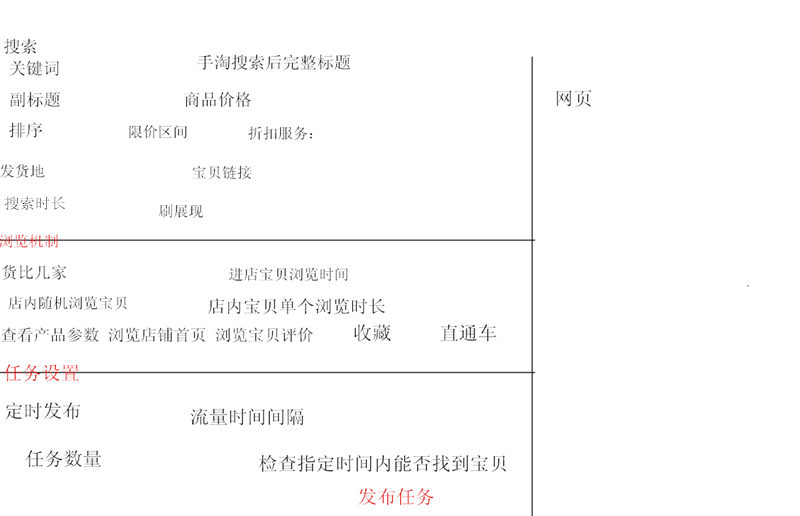 搜索
关键词 手淘搜索后完整标题
副标题 商品价格 网页
排序 限价区间 折扣服务：
发货地 宝贝链接
搜索时长 刷展现
浏览机制
货比几家 进店宝贝浏览时间
店内随机浏览宝贝 店内宝贝单个浏览时长
查看产品参数 浏览店铺首页 浏览宝贝评价 收藏 直通车
任务设置
定时发布 流量时间间隔
任务数量 检查指定时间内能否找到宝贝
发布任务